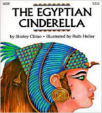 THE EGYPTIAN
CINDERELLA
by Shirley Climo • Illustrated by Ruth Heller